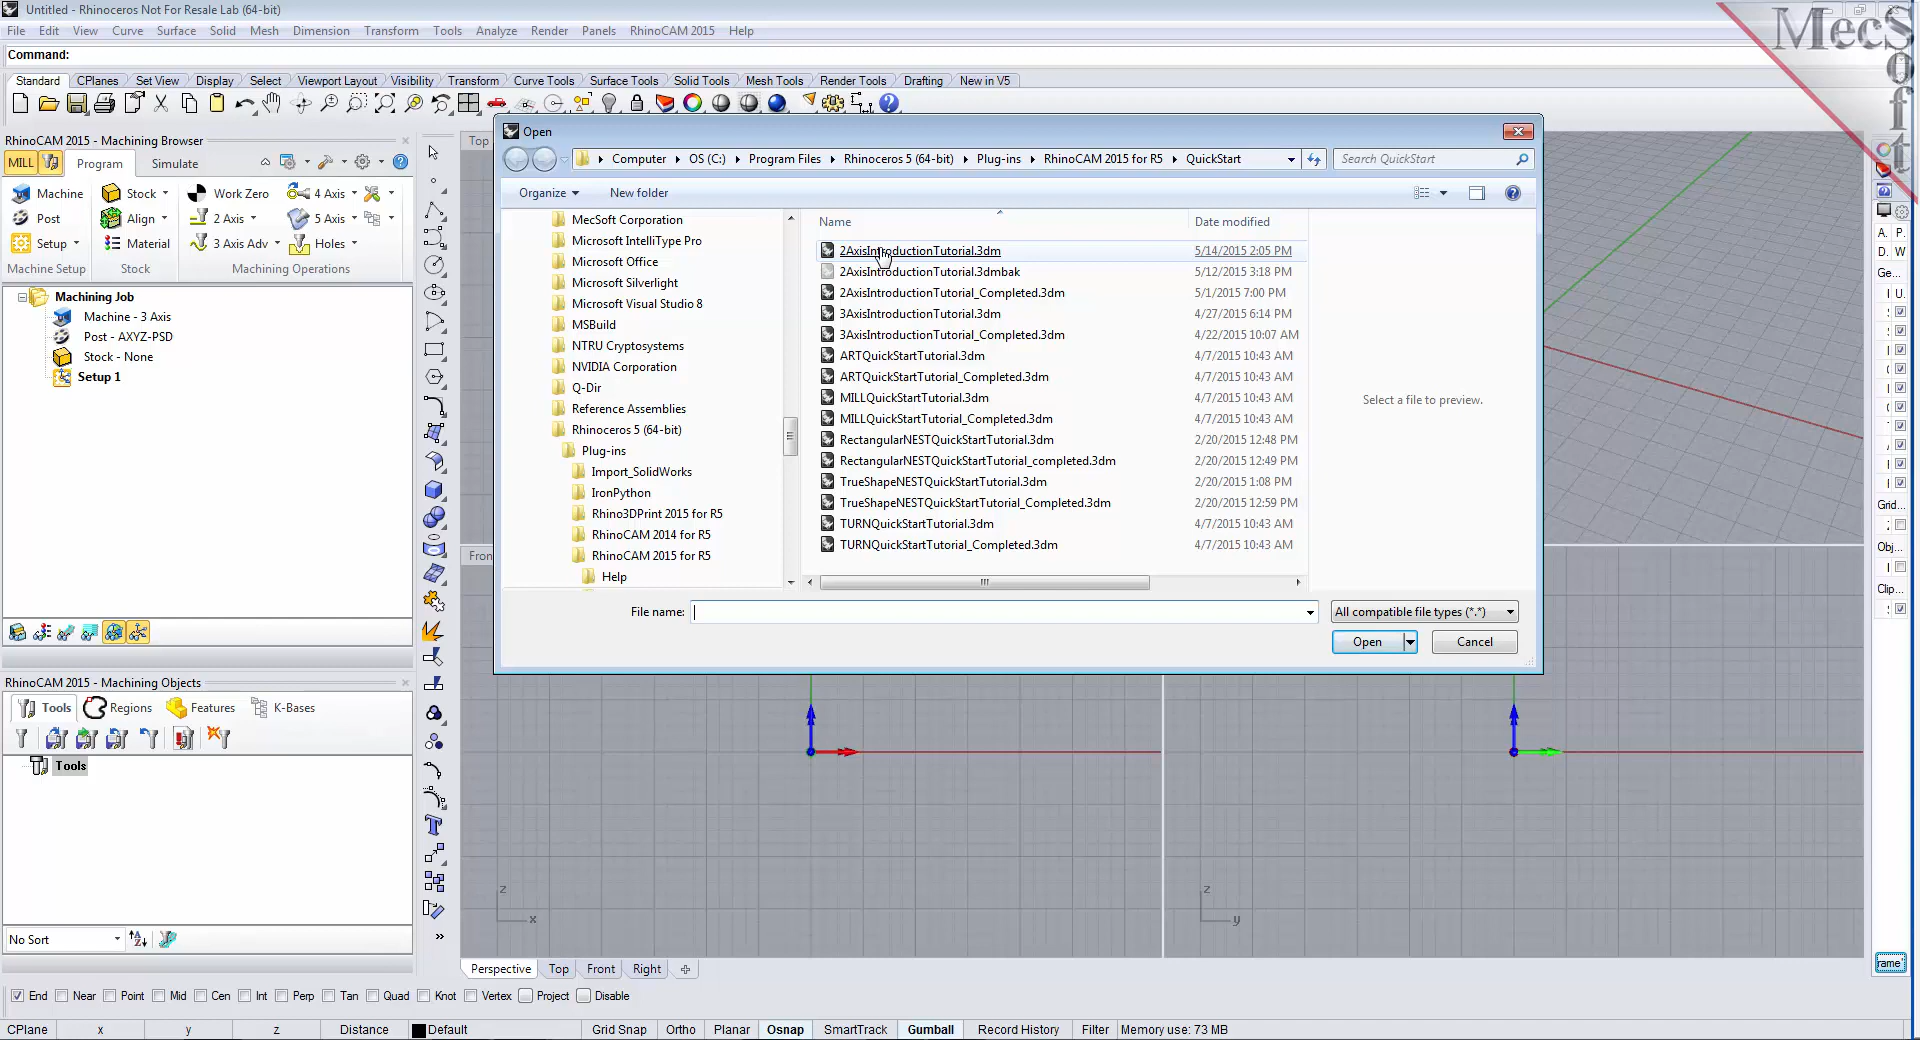 Untitled - Rhinoceros Not For Resale Lab (64-bit)
File Edit View Curve Surface Solid Mesh Dimension Transform Tools Analyze Render Panels RhinoCAM 2015 Help
Command:
Standard CPlanes Set View Display Select Viewport Layout Visibility Transform Curve Tools Surface Tools Solid Tools Mesh Tools Render Tools Drafting New in V5
MecSoft
RhinoCAM 2015 - Machining Browser
MILL Program Simulate
Machine Stock Work Zero 4 Axis
Post Align 2 Axis 5 Axis
Setup Material 3 Axis Adv Holes
Machine Setup Stock Machining Operations
Machining Job
Machine - 3 Axis
Post - AXYZ-PSD
Stock - None
Setup 1
RhinoCAM 2015 - Machining Objects
Tools Regions Features K-Bases
Tools
No Sort
Top
Fron
Open
Computer OS (C:) Program Files Rhinoceros 5 (64-bit) Plug-ins RhinoCAM 2015 for R5 QuickStart Search QuickStart
Organize New folder
MecSoft Corporation
Microsoft IntelliType Pro
Microsoft Office
Microsoft Silverlight
Microsoft Visual Studio 8
MSBuild
NTRU Cryptosystems
NVIDIA Corporation
Q-Dir
Reference Assemblies
Rhinoceros 5 (64-bit)
Plug-ins
Import_SolidWorks
IronPython
Rhino3DPrint 2015 for R5
RhinoCAM 2014 for R5
RhinoCAM 2015 for R5
Help
Name Date modified
2AxisIntroductionTutorial.3dm 5/14/2015 2:05 PM
2AxisIntroductionTutorial.3dmbak 5/12/2015 3:18 PM
2AxisIntroductionTutorial_Completed.3dm 5/1/2015 7:00 PM
3AxisIntroductionTutorial.3dm 4/27/2015 6:14 PM
3AxisIntroductionTutorial_Completed.3dm 4/22/2015 10:07 AM
ARTQuickStartTutorial.3dm 4/7/2015 10:43 AM
ARTQuickStartTutorial_Completed.3dm 4/7/2015 10:43 AM
MILLQuickStartTutorial.3dm 4/7/2015 10:43 AM
MILLQuickStartTutorial_Completed.3dm 4/7/2015 10:43 AM
RectangularNESTQuickStartTutorial.3dm 2/20/2015 12:48 PM
RectangularNESTQuickStartTutorial_completed.3dm 2/20/2015 12:49 PM
TrueShapeNESTQuickStartTutorial.3dm 2/20/2015 1:08 PM
TrueShapeNESTQuickStartTutorial_Completed.3dm 2/20/2015 12:59 PM
TURNQuickStartTutorial.3dm 4/7/2015 10:43 AM
TURNQuickStartTutorial_Completed.3dm 4/7/2015 10:43 AM
Select a file to preview.
File name: All compatible file types (*.*)
Open Cancel
z
x
z
y
A. P.
D. W
Ge...
U.
Grid...
Obj...
Clip...
rame'
Perspective Top Front Right
End Near Point Mid Cen Int Perp Tan Quad Knot Vertex Project Disable
CPlane x y z Distance Default Grid Snap Ortho Planar Osnap SmartTrack Gumball Record History Filter Memory use: 73 MB